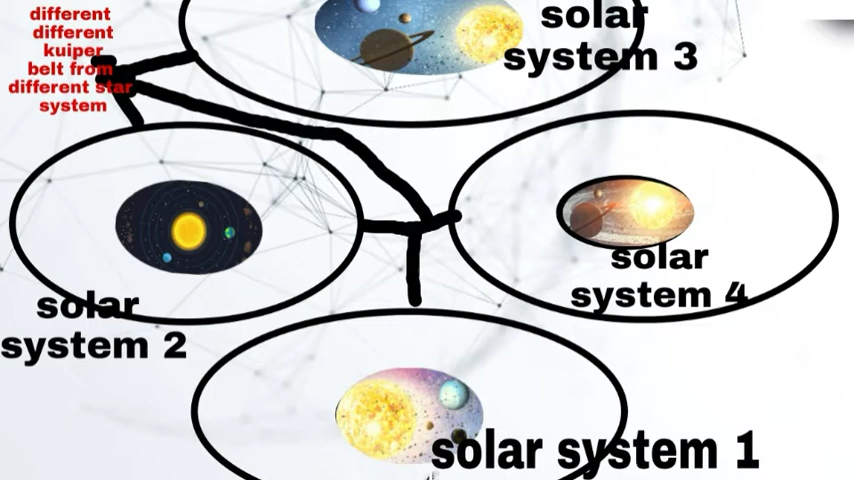 different
different
kuiper
belt from
different star
system
solar
system 3
solar
system 4
solar
system 2
solar system 1